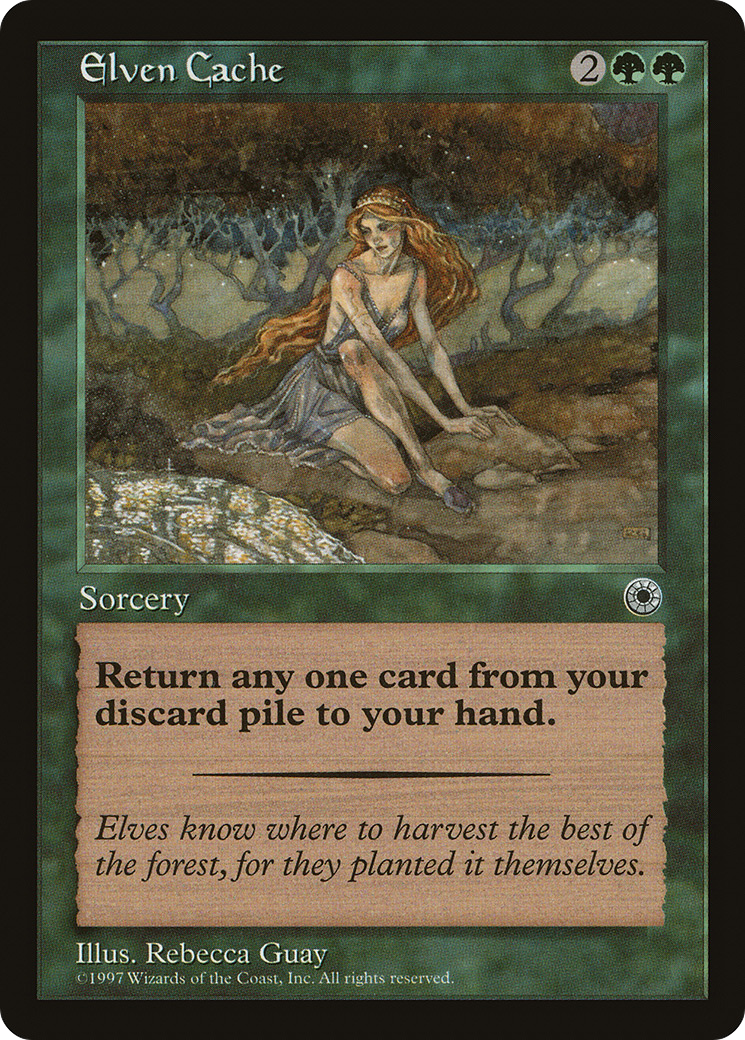 Elven Cache
2
Sorcery
Return any one card from your
discard pile to your hand.
Elves know where to harvest the best of
the forest, for they planted it themselves.
Illus. Rebecca Guay
©1997 Wizards of the Coast, Inc. All rights reserved.